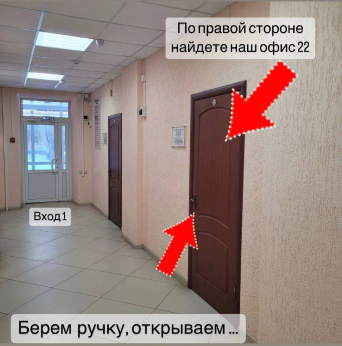 По правой стороне
найдете наш офис 22
Вход 1
Берем ручку, открываем ...